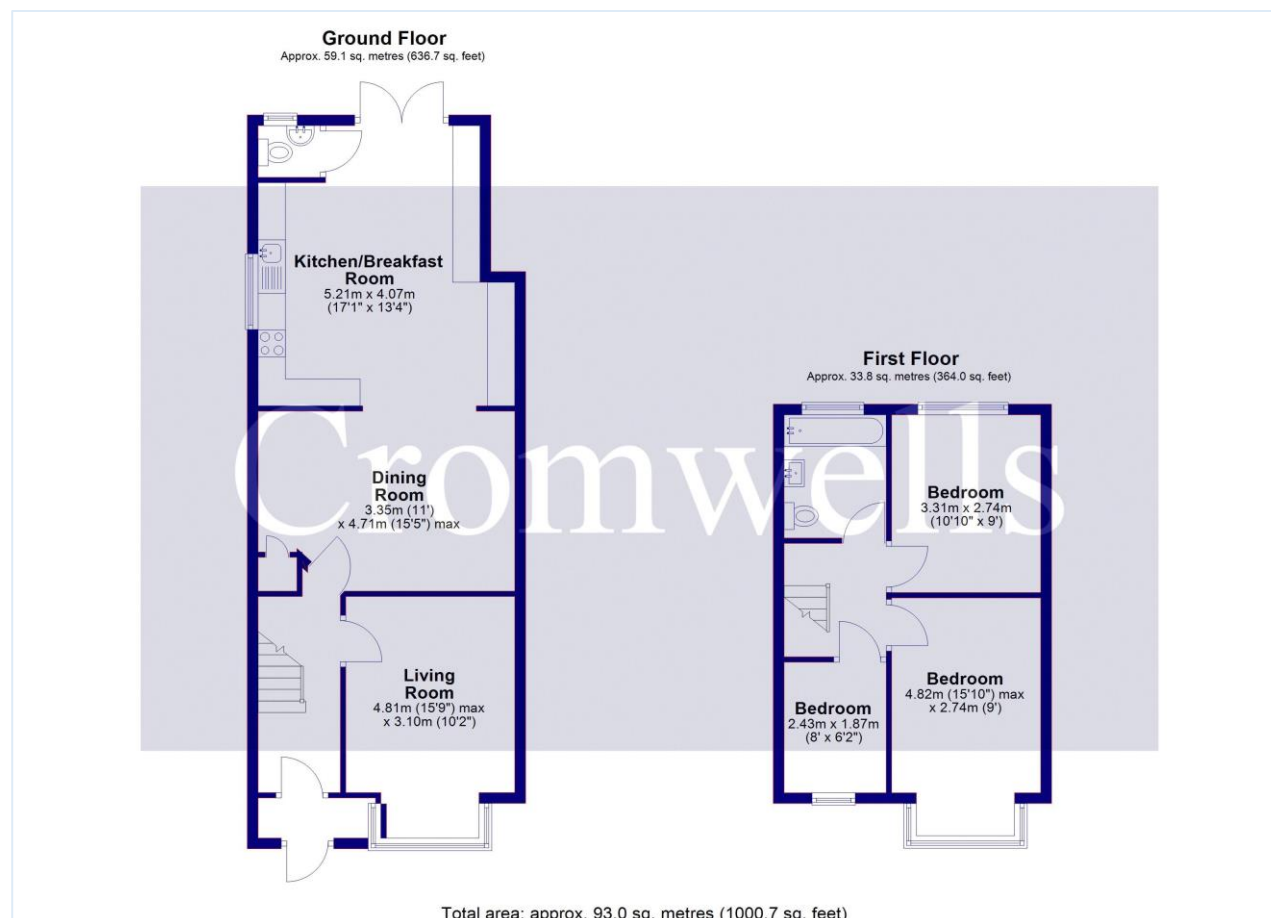 Ground Floor
Approx. 59.1 sq. metres (636.7 sq. feet)
Kitchen/Breakfast
Room
5.21m x 4.07m
(17'1" x 13'4")
Dining
Room
3.35m (11')
x 4.71m (15'5") max
Living
Room
4.81m (15'9") max
x 3.10m (10'2")
First Floor
Approx. 33.8 sq. metres (364.0 sq. feet)
Bedroom
3.31m x 2.74m
(10'10" x 9')
Bedroom
4.82m (15'10") max
x 2.74m (9')
Bedroom
2.43m x 1.87m
(8' x 6'2")
Cromwells
Total area: approx. 93.0 sq. metres (1000.7 sq. feet)